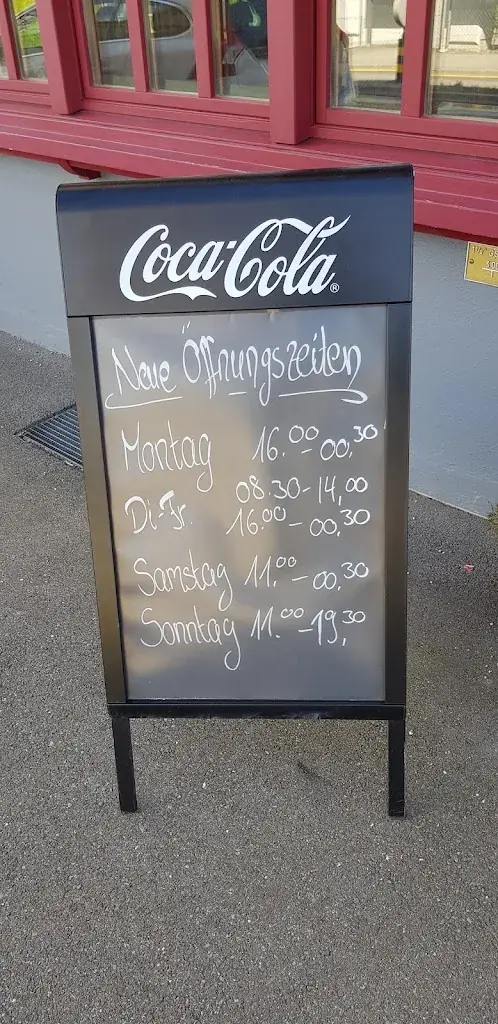 Coca-Cola®
Neue Öffnungszeiten
Montag 16.00-00.30
Di-Fr. 08.30-14,00
16.00-00,30
Samstag 11.00-00,30
Sonntag 11.00-19,30